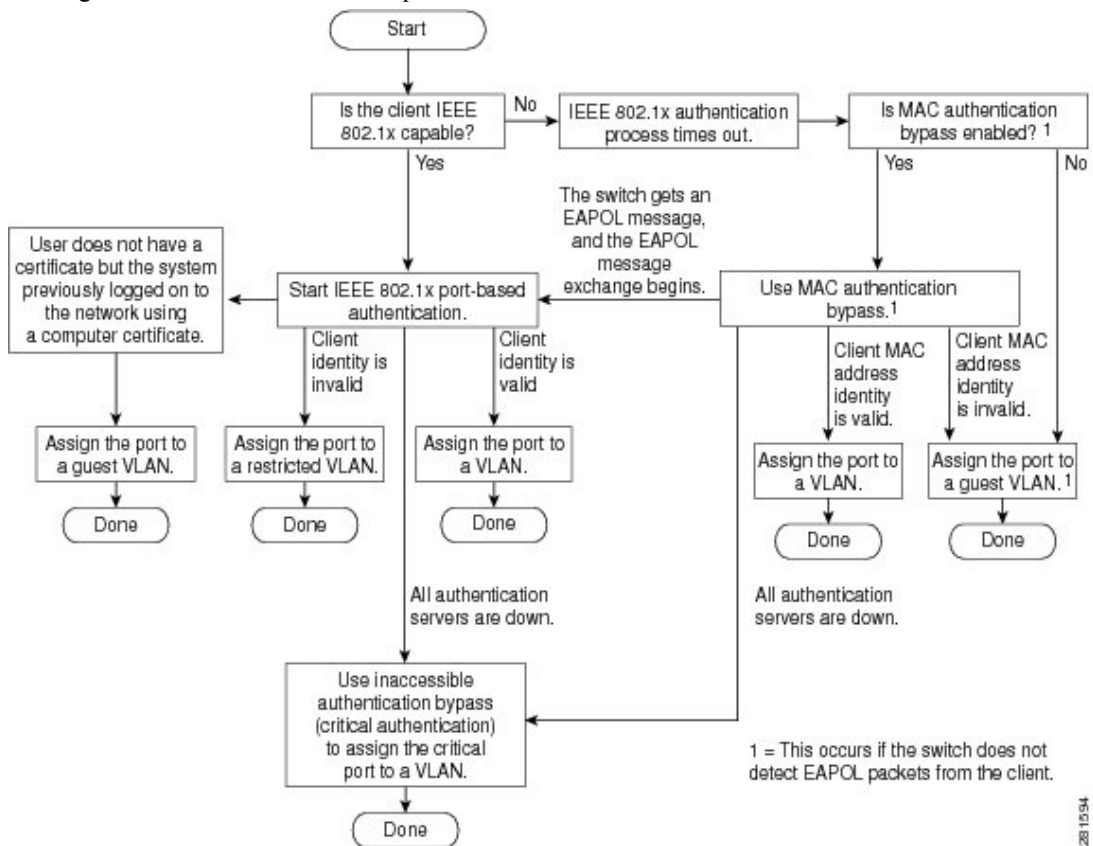 Start
Is the client IEEE
802.1x capable?
No
IEEE 802.1x authentication
process times out.
Is MAC authentication
bypass enabled? 1
Yes
Yes
No
The switch gets an
EAPOL message,
and the EAPOL
message
exchange begins.
User does not have a
certificate but the system
previously logged on to
the network using
a computer certificate.
Start IEEE 802.1x port-based
authentication.
Use MAC authentication
bypass.1
Client
identity is
invalid
Client
identity is
valid
Client MAC
address
identity
is valid.
Client MAC
address
identity
is invalid.
Assign the port to
a guest VLAN.
Assign the port to
a restricted VLAN.
Assign the port to
a VLAN.
Assign the port to
a VLAN.
Assign the port to
a guest VLAN.1
Done
Done
Done
Done
Done
All authentication
servers are down.
All authentication
servers are down.
Use inaccessible
authentication bypass
(critical authentication)
to assign the critical
port to a VLAN.
1 = This occurs if the switch does not
detect EAPOL packets from the client.
Done
281594